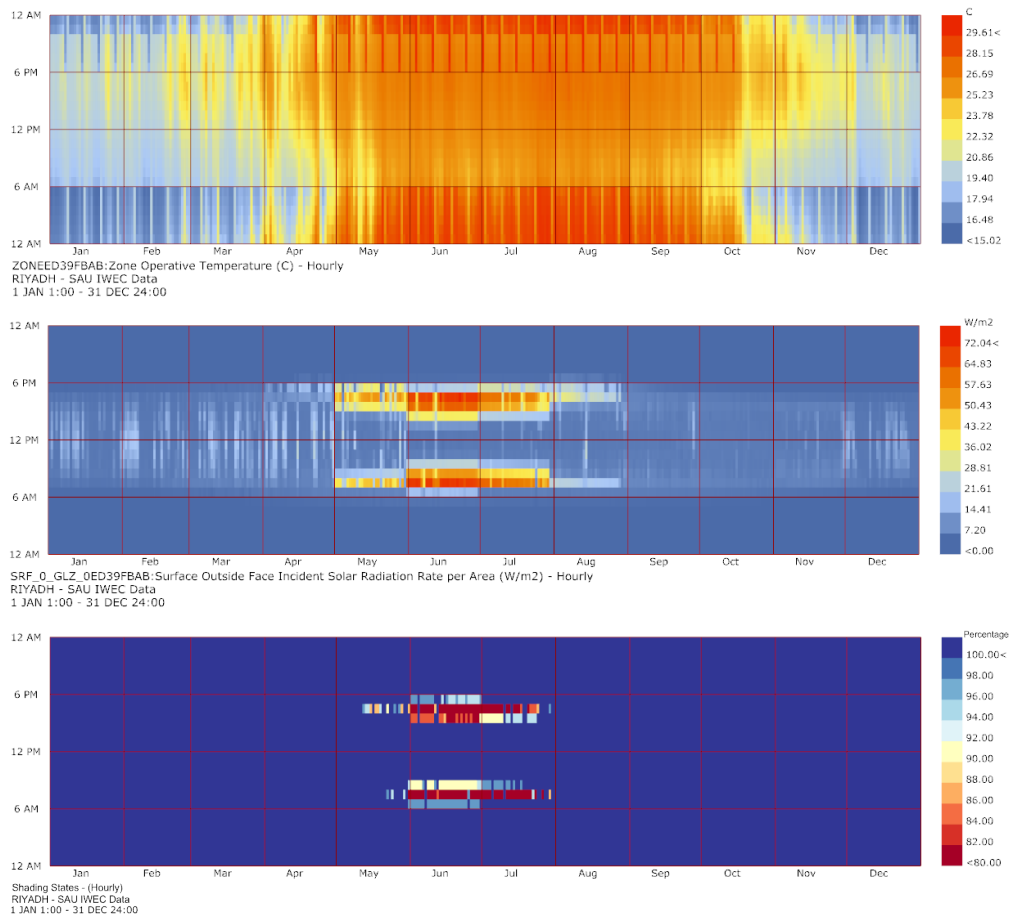 12 AM
6 PM
12 PM
6 AM
12 AM
Jan Feb Mar Apr May Jun Jul Aug Sep Oct Nov Dec
C
29.61<
28.15
26.69
25.23
23.78
22.32
20.86
19.40
17.94
16.48
<15.02
ZONEED39FBAB:Zone Operative Temperature (C) - Hourly
RIYADH - SAU IWEC Data
1 JAN 1:00 - 31 DEC 24:00
12 AM
6 PM
12 PM
6 AM
12 AM
Jan Feb Mar Apr May Jun Jul Aug Sep Oct Nov Dec
W/m2
72.04<
64.83
57.63
50.43
43.22
36.02
28.81
21.61
14.41
7.20
<0.00
SRF_0_GLZ_0ED39FBAB:Surface Outside Face Incident Solar Radiation Rate per Area (W/m2) - Hourly
RIYADH - SAU IWEC Data
1 JAN 1:00 - 31 DEC 24:00
12 AM
6 PM
12 PM
6 AM
12 AM
Jan Feb Mar Apr May Jun Jul Aug Sep Oct Nov Dec
Percentage
100.00<
98.00
96.00
94.00
92.00
90.00
88.00
86.00
84.00
82.00
<80.00
Shading States - (Hourly)
RIYADH - SAU IWEC Data
1 JAN 1:00 - 31 DEC 24:00